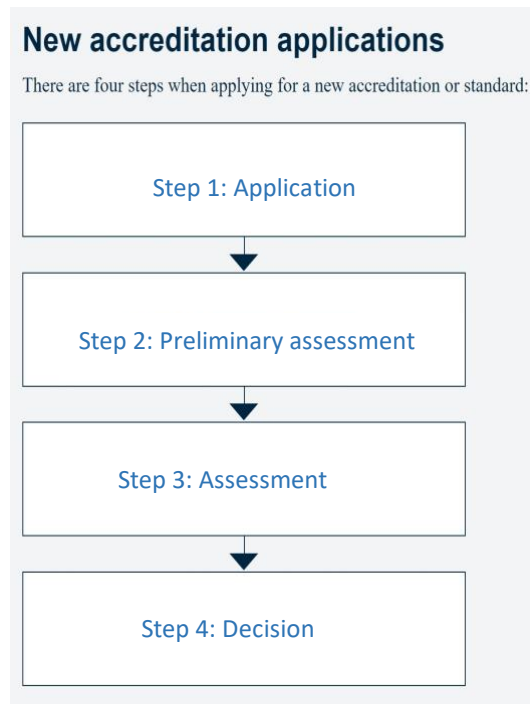 New accreditation applications
There are four steps when applying for a new accreditation or standard:
Step 1: Application
Step 2: Preliminary assessment
Step 3: Assessment
Step 4: Decision